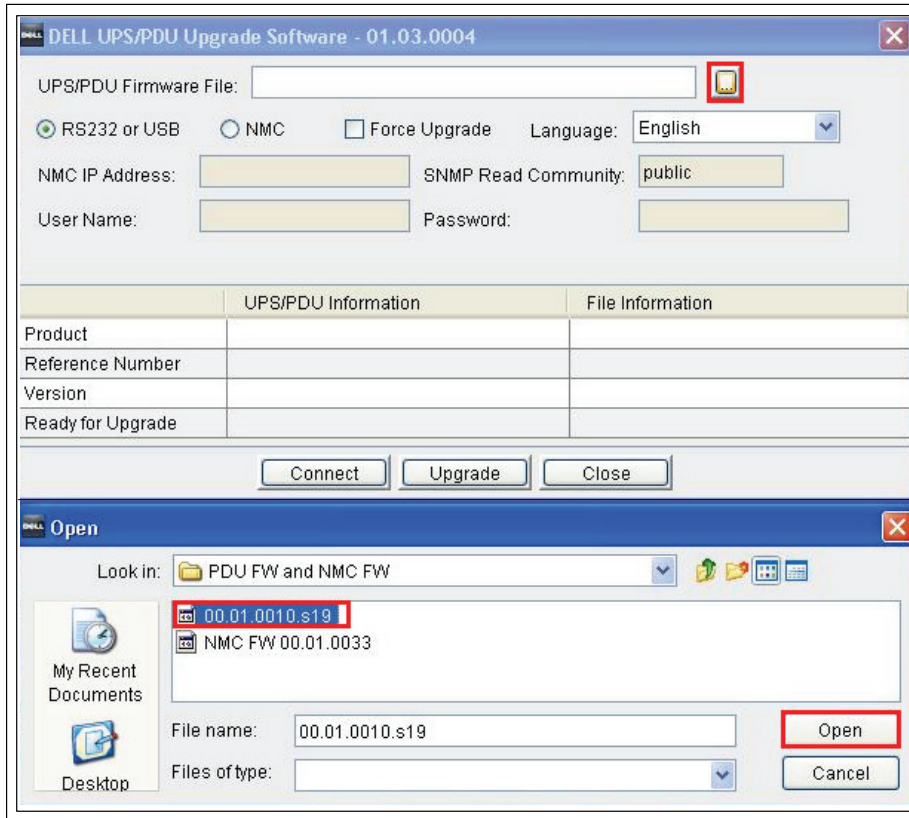 DELL DELL UPS/PDU Upgrade Software - 01.03.0004
UPS/PDU Firmware File: ...
RS232 or USB NMC Force Upgrade Language: English
NMC IP Address: SNMP Read Community: public
User Name: Password:
UPS/PDU Information File Information
Product
Reference Number
Version
Ready for Upgrade
Connect Upgrade Close
DELL Open
Look in: PDU FW and NMC FW
00.01.0010.s19
NMC FW 00.01.0033
My Recent
Documents
File name: 00.01.0010.s19 Open
Files of type: Cancel
Desktop